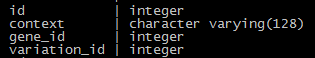 id | integer
context | character varying(128)
gene_id | integer
variation_id | integer